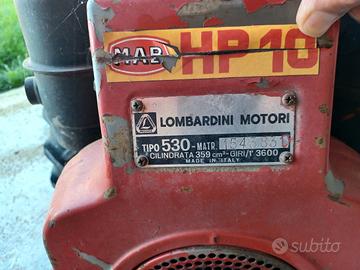 MAB HP 10
LOMBARDINI MOTORI
TIPO 530 - MATR.
CILINDRATA 359 cm³ - GIRI/1' 3600
MADE IN ITALY
subito